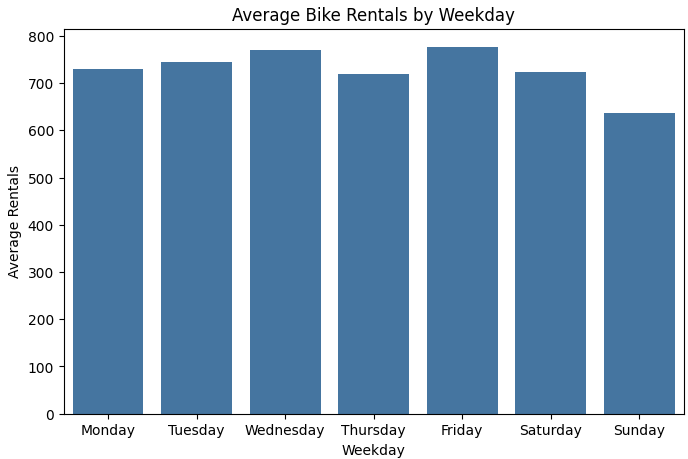 Average Bike Rentals by Weekday
Average Rentals
800
700
600
500
400
300
200
100
0
Monday Tuesday Wednesday Thursday Friday Saturday Sunday
Weekday